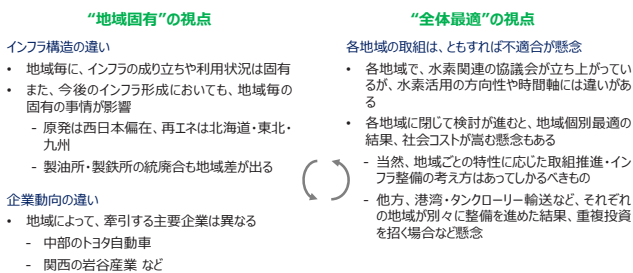 “地域固有”の視点
インフラ構造の違い
• 地域毎に、インフラの成り立ちや利用状況は固有
• また、今後のインフラ形成においても、地域毎の
固有の事情が影響
- 原発は西日本偏在、再エネは北海道・東北・
九州
- 製油所・製鉄所の統廃合も地域差が出る
企業動向の違い
• 地域によって、牽引する主要企業は異なる
- 中部のトヨタ自動車
- 関西の岩谷産業 など
“全体最適”の視点
各地域の取組は、ともすれば不適合が懸念
• 各地域で、水素関連の協議会が立ち上がってい
るが、水素活用の方向性や時間軸には違いがあ
る
• 各地域に閉じて検討が進むと、地域個別最適の
結果、社会コストが嵩む懸念もある
- 当然、地域ごとの特性に応じた取組推進・イン
フラ整備の考え方はあってしかるべきもの
- 他方、港湾・タンクローリー輸送など、それぞれ
の地域が別々に整備を進めた結果、重複投資
を招く場合など懸念